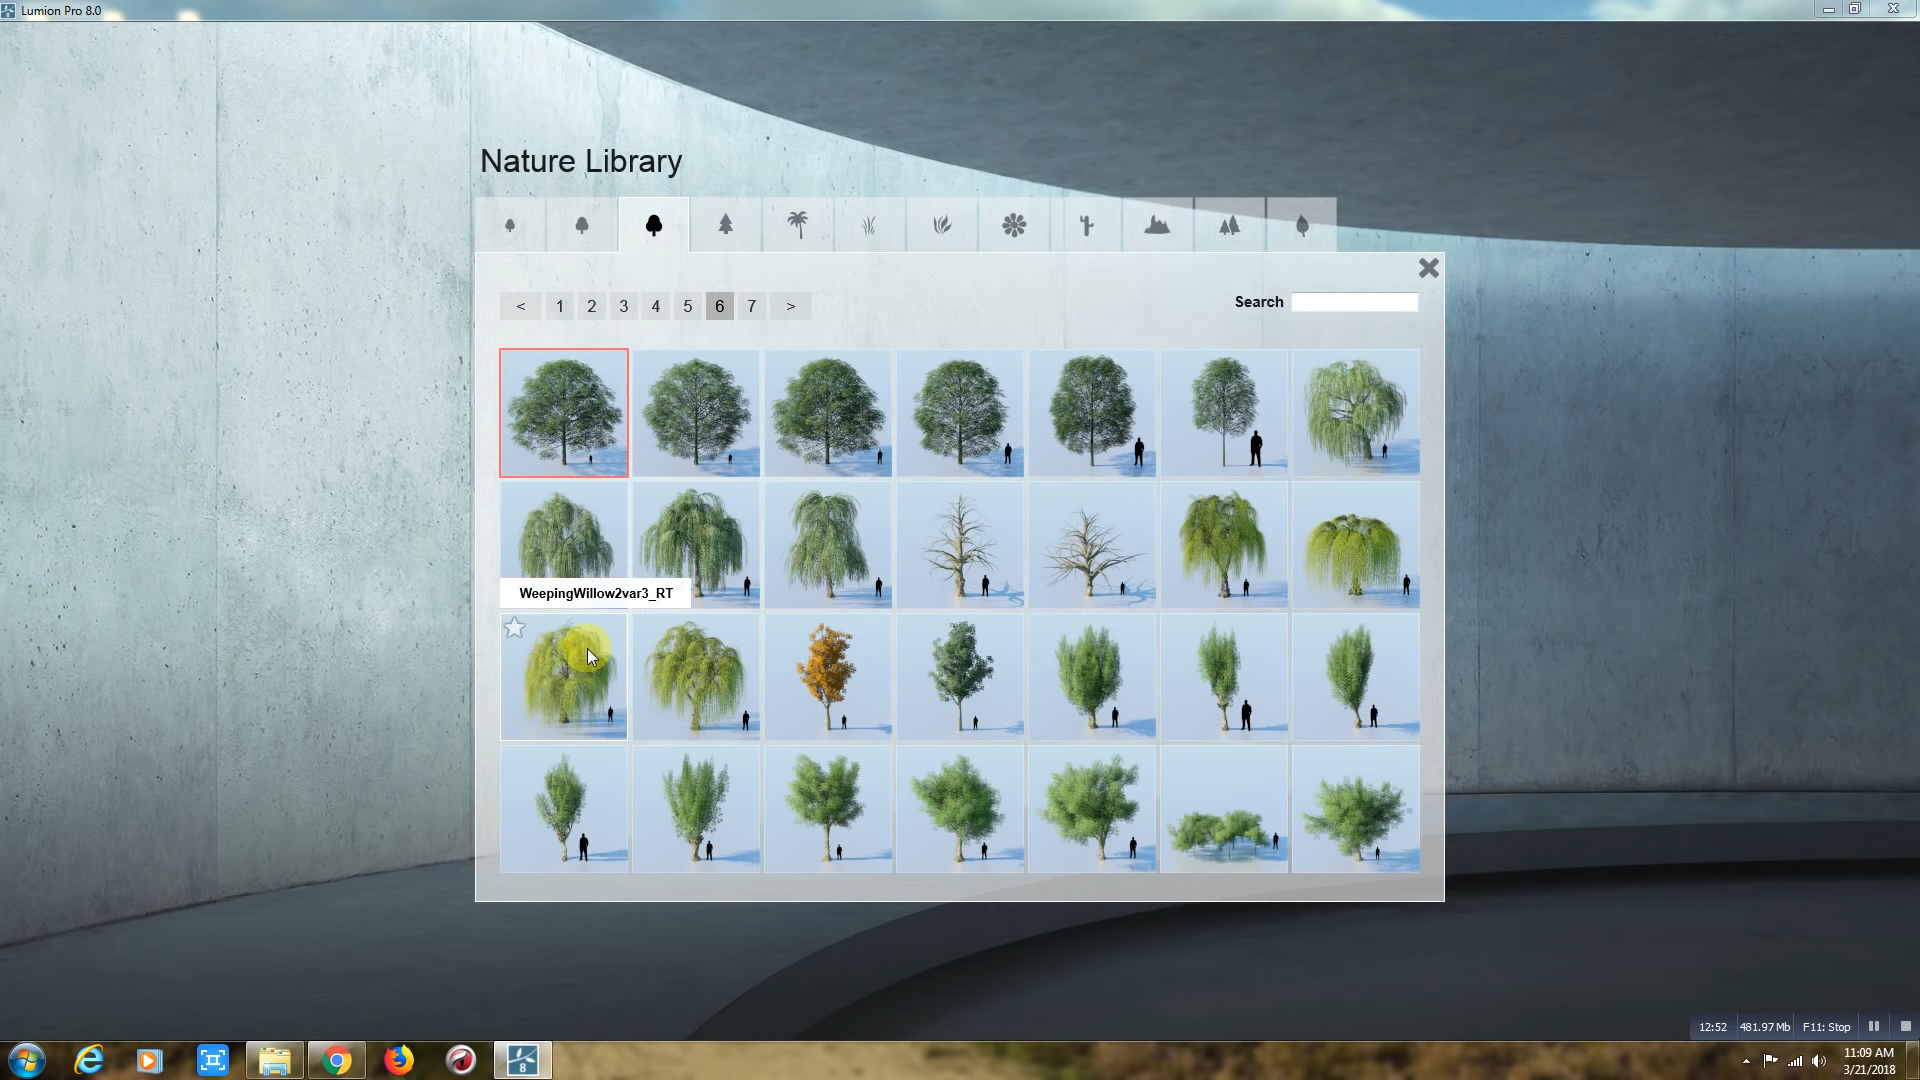 Lumion Pro 8.0
Nature Library
< 1 2 3 4 5 6 7 >
Search
WeepingWillow2var3_RT
12:52 481.97 Mb F11: Stop
8
11:09 AM
3/21/2018